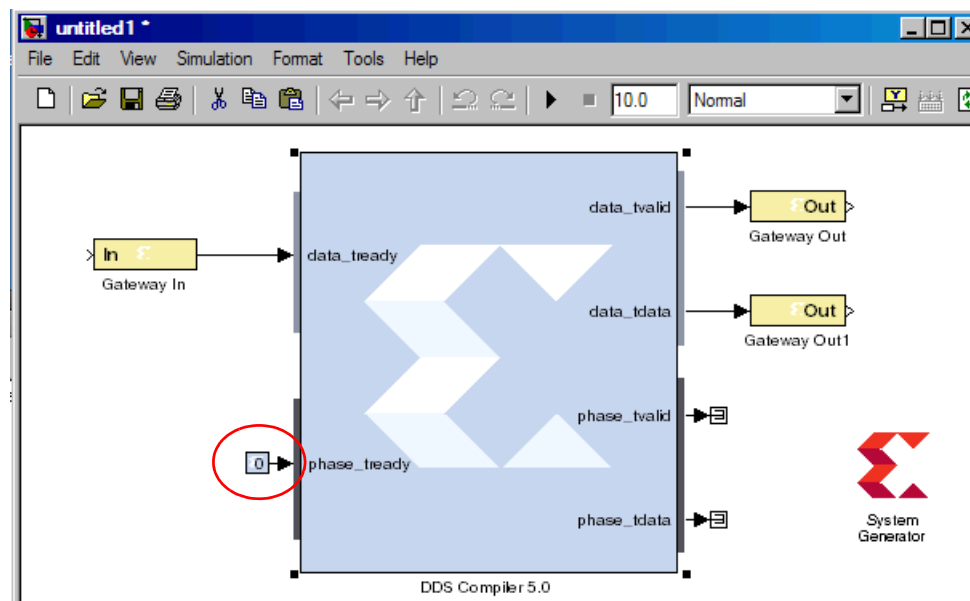 untitled1 *
File Edit View Simulation Format Tools Help
10.0 Normal
data_tvalid
Out
Gateway Out
In
data_tready
Gateway In
data_tdata
Out
Gateway Out1
phase_tvalid
0
phase_tready
phase_tdata
System
Generator
DDS Compiler 5.0